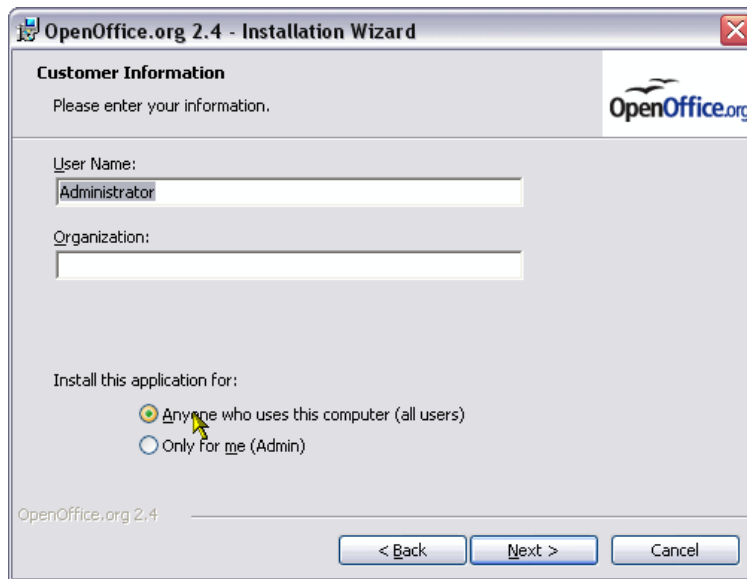 OpenOffice.org 2.4 - Installation Wizard
Customer Information
Please enter your information.
OpenOffice.org
User Name:
Administrator
Organization:
Install this application for:
Anyone who uses this computer (all users)
Only for me (Admin)
OpenOffice.org 2.4
< Back
Next >
Cancel